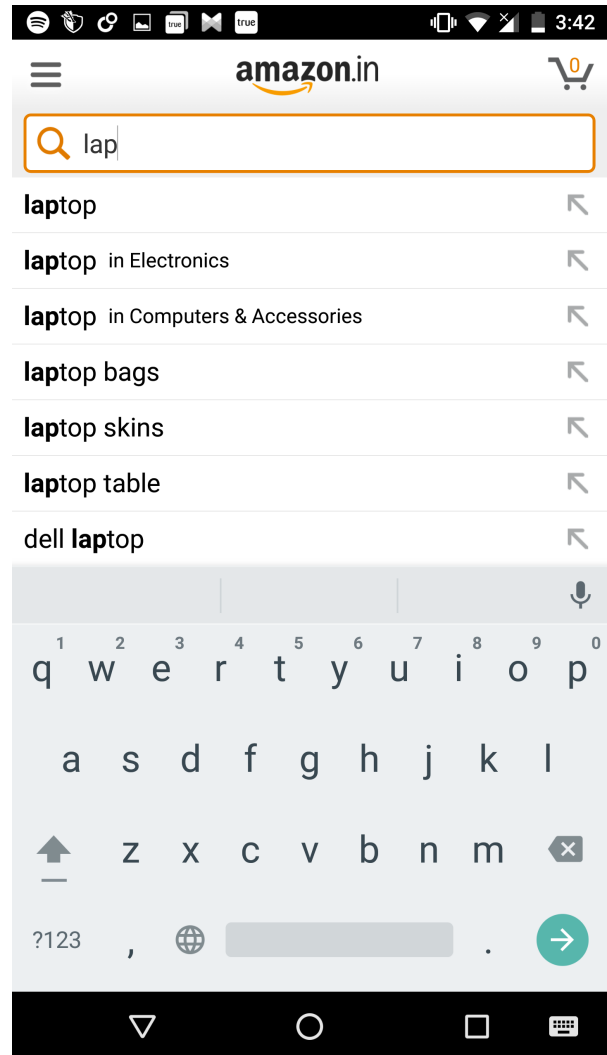 true true 3:42
amazon.in 0
lap
laptop
laptop in Electronics
laptop in Computers & Accessories
laptop bags
laptop skins
laptop table
dell laptop
1 2 3 4 5 6 7 8 9 0
q w e r t y u i o p
a s d f g h j k l
z x c v b n m
?123 , .